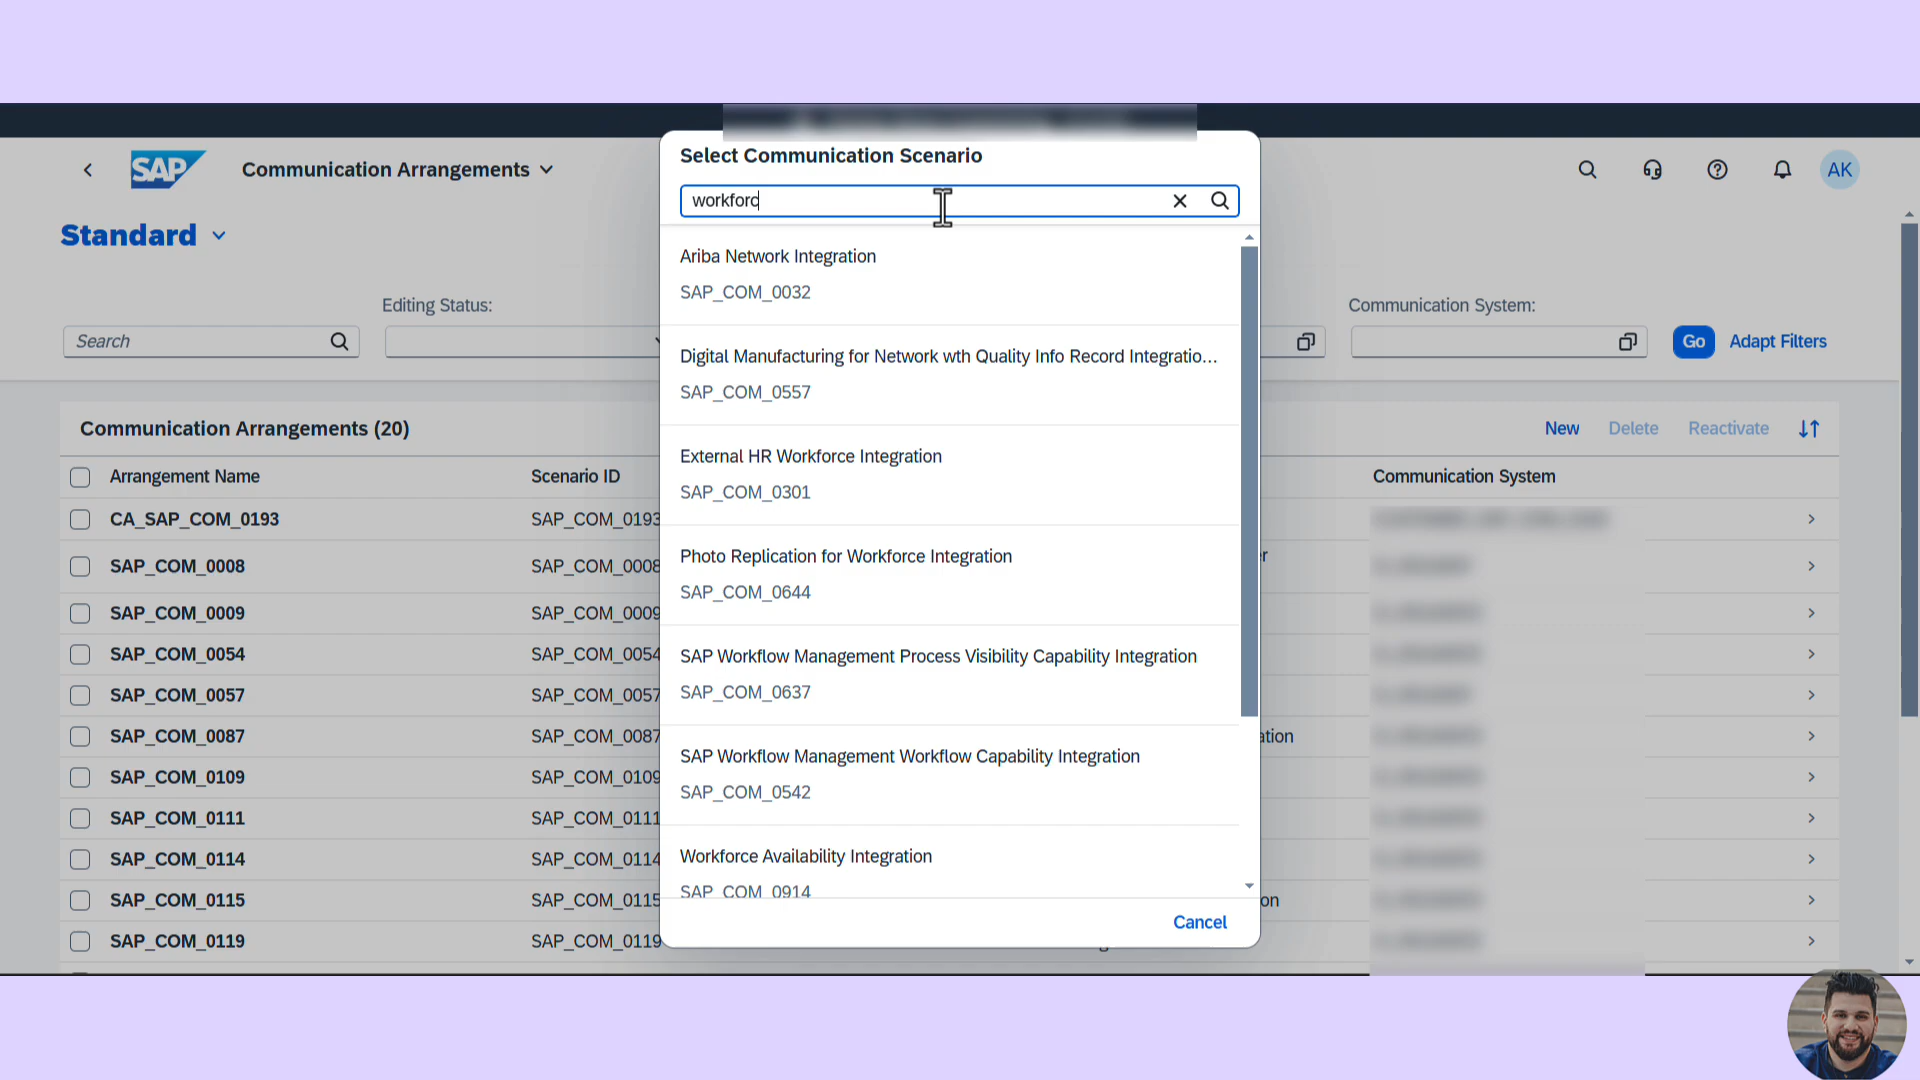 SAP
Communication Arrangements
AK
Standard
Search
Editing Status:
Communication System:
Go
Adapt Filters
Communication Arrangements (20)
New
Delete
Reactivate
Arrangement Name
Scenario ID
Communication System
CA_SAP_COM_0193
SAP_COM_0193
SAP_COM_0008
SAP_COM_0008
SAP_COM_0009
SAP_COM_0009
SAP_COM_0054
SAP_COM_0054
SAP_COM_0057
SAP_COM_0057
SAP_COM_0087
SAP_COM_0087
ation
SAP_COM_0109
SAP_COM_0109
SAP_COM_0111
SAP_COM_0111
SAP_COM_0114
SAP_COM_0114
SAP_COM_0115
SAP_COM_0115
on
SAP_COM_0119
SAP_COM_0119
Select Communication Scenario
workforc
Ariba Network Integration
SAP_COM_0032
Digital Manufacturing for Network wth Quality Info Record Integratio...
SAP_COM_0557
External HR Workforce Integration
SAP_COM_0301
Photo Replication for Workforce Integration
SAP_COM_0644
SAP Workflow Management Process Visibility Capability Integration
SAP_COM_0637
SAP Workflow Management Workflow Capability Integration
SAP_COM_0542
Workforce Availability Integration
SAP_COM_0914
Cancel